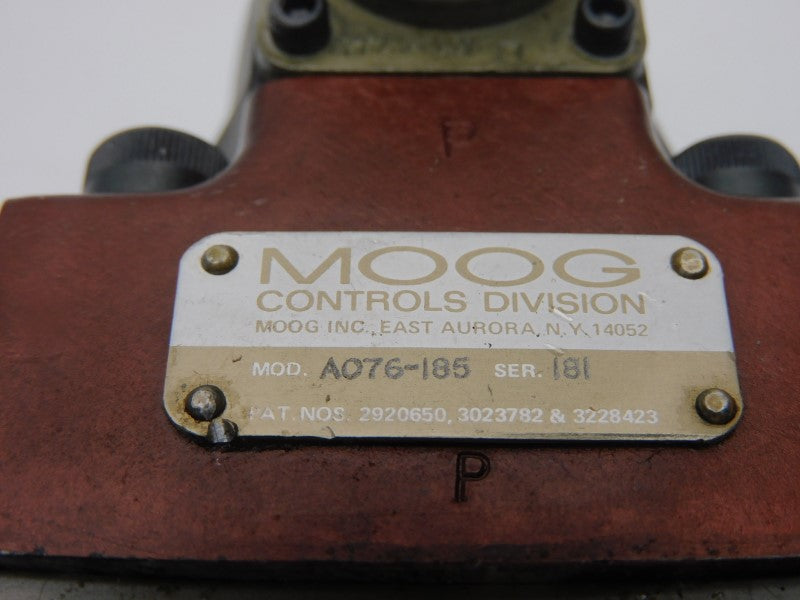 P
MOOG
CONTROLS DIVISION
MOOG INC., EAST AURORA, N.Y. 14052
MOD. A076-185 SER. 181
PAT. NOS. 2920650, 3023782 & 3228423
P